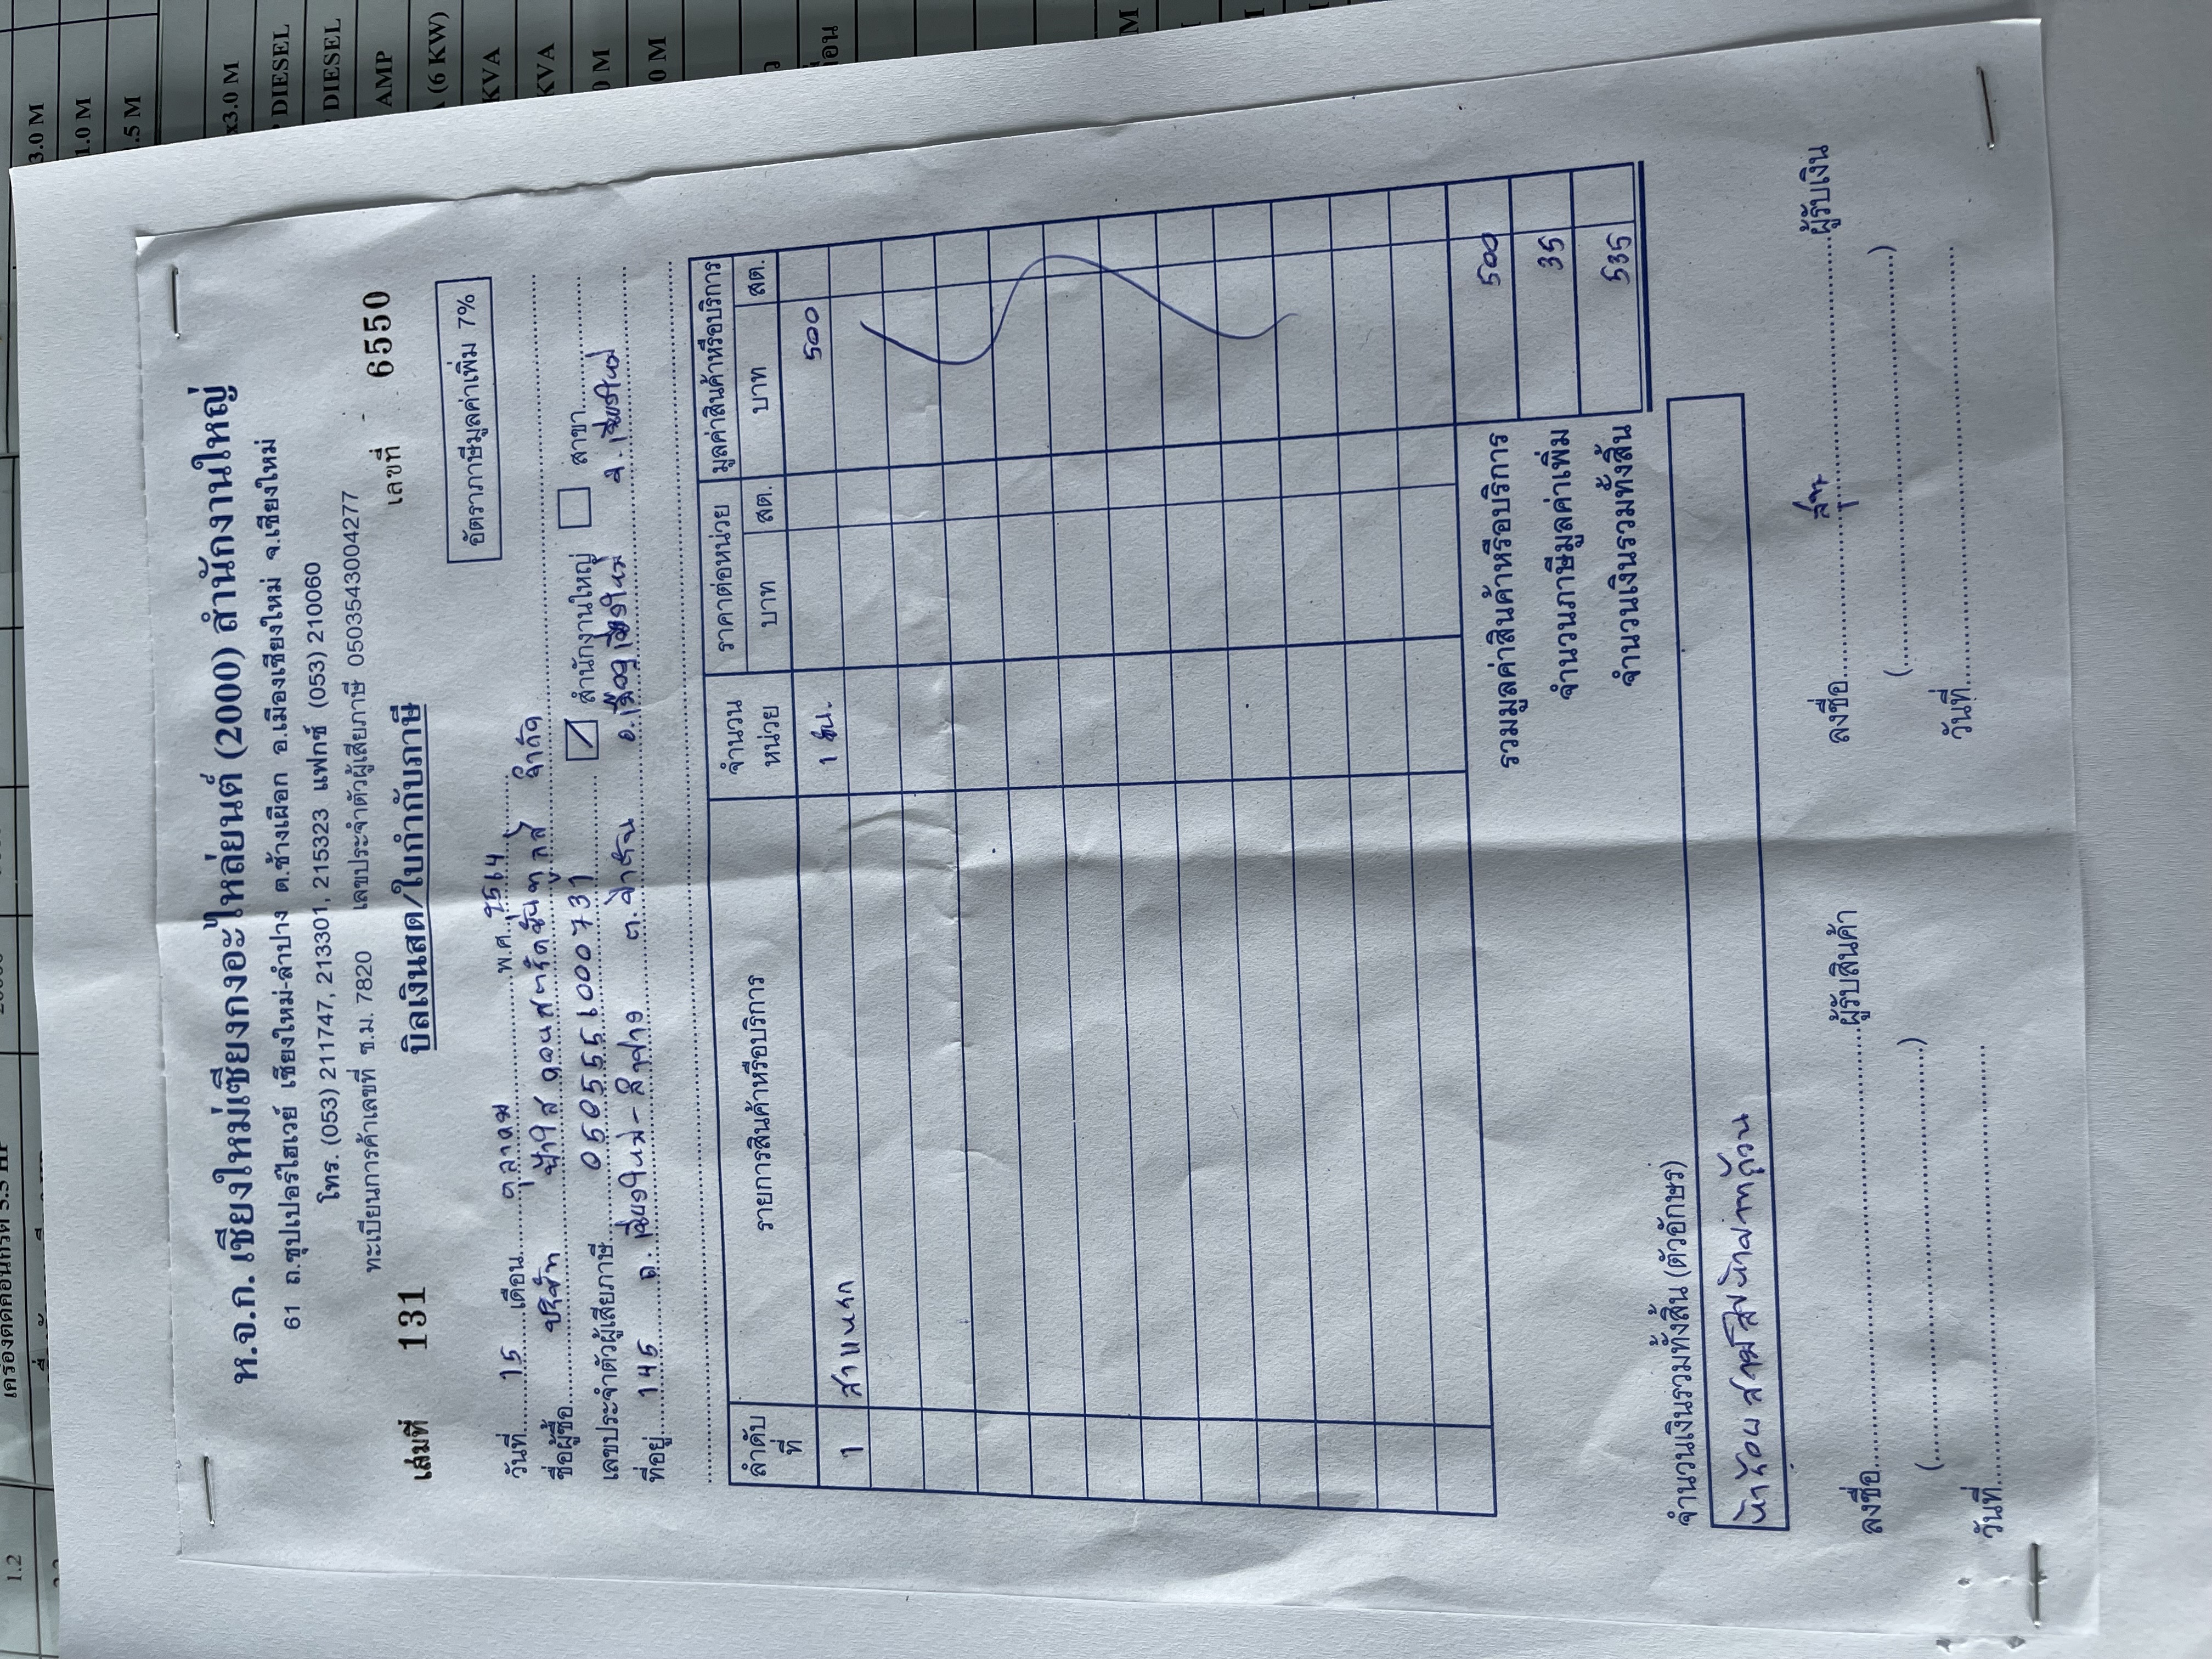 1.2 เครื่องตัดคอนกรีต 5.5 HP
3.0 M
1.0 M
.5 M
x3.0 M
DIESEL
DIESEL
AMP
(6 KW)
KVA
KVA
0 M
0 M
M
ห.จ.ก. เชียงใหม่เซียงกงอะไหล่ยนต์ (2000) สำนักงานใหญ่
61 ถ.ซุปเปอร์ไฮเวย์ เชียงใหม่-ลำปาง ต.ช้างเผือก อ.เมืองเชียงใหม่ จ.เชียงใหม่
โทร. (053) 211747, 213301, 215323 แฟกซ์ (053) 210060
ทะเบียนการค้าเลขที่ ช.ม. 7820 เลขประจำตัวผู้เสียภาษี 0503543004277
เล่มที่ 131 บิลเงินสด/ใบกำกับภาษี เลขที่ 6550
อัตราภาษีมูลค่าเพิ่ม 7%
วันที่ 15 เดือน ตุลาคม พ.ศ. 2564
ชื่อผู้ซื้อ บริษัท ฟ้าใส คอนสตรัคชั่น ทูลส์ จำกัด
เลขประจำตัวผู้เสียภาษี 0505551000731 สำนักงานใหญ่ สาขา
ที่อยู่ 145 ถ. เชียงใหม่-ลำปาง ต.ป่าตัน อ.เมืองเชียงใหม่ จ.เชียงใหม่
ลำดับที่ รายการสินค้าหรือบริการ จำนวนหน่วย ราคาต่อหน่วย มูลค่าสินค้าหรือบริการ
บาท สต. บาท สต.
1 สาแหรก 1 อัน. 500
รวมมูลค่าสินค้าหรือบริการ 500
จำนวนภาษีมูลค่าเพิ่ม 35
จำนวนเงินรวมทั้งสิ้น 535
จำนวนเงินรวมทั้งสิ้น (ตัวอักษร)
ห้าร้อยสามสิบห้าบาทถ้วน
ลงชื่อ ผู้รับสินค้า
ลงชื่อ ผู้รับเงิน
วันที่
วันที่